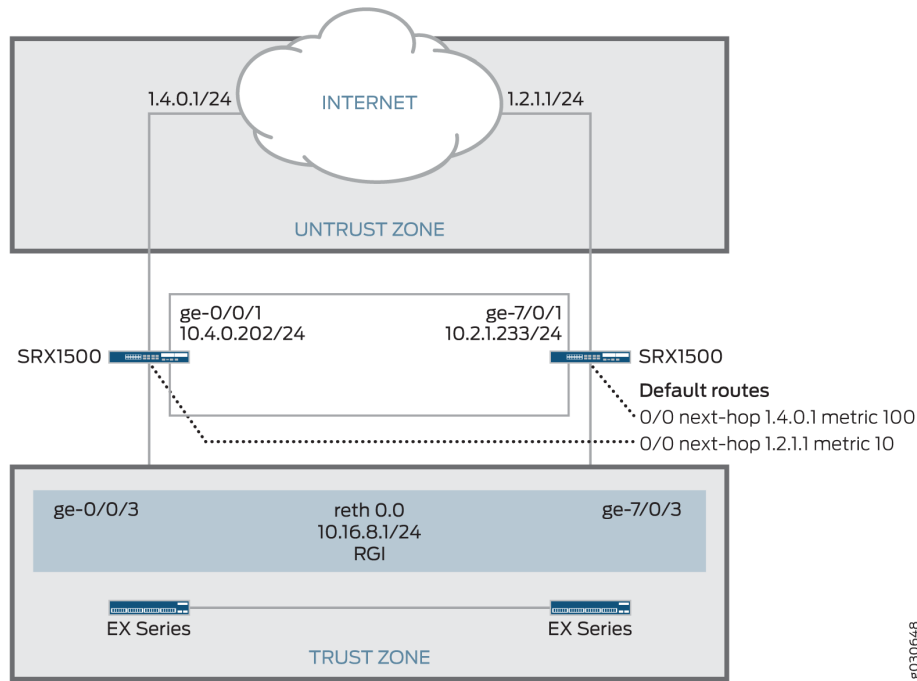 1.4.0.1/24
INTERNET
1.2.1.1/24
UNTRUST ZONE
ge-0/0/1
10.4.0.202/24
ge-7/0/1
10.2.1.233/24
SRX1500
SRX1500
Default routes
0/0 next-hop 1.4.0.1 metric 100
0/0 next-hop 1.2.1.1 metric 10
ge-0/0/3
reth 0.0
10.16.8.1/24
RGI
ge-7/0/3
EX Series
EX Series
TRUST ZONE
g030648